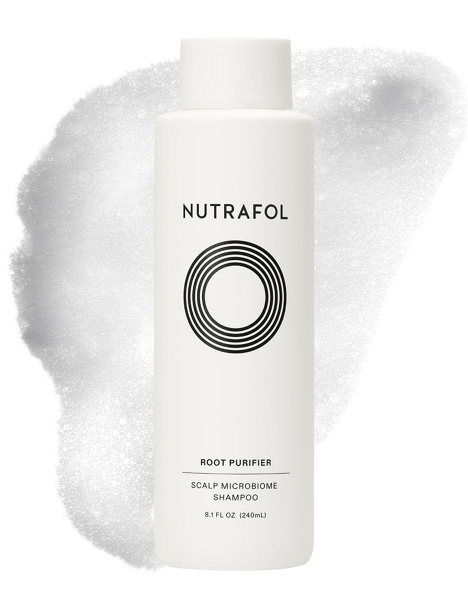 NUTRAFOL
ROOT PURIFIER
SCALP MICROBIOME
SHAMPOO
8.1 FL OZ (240mL)